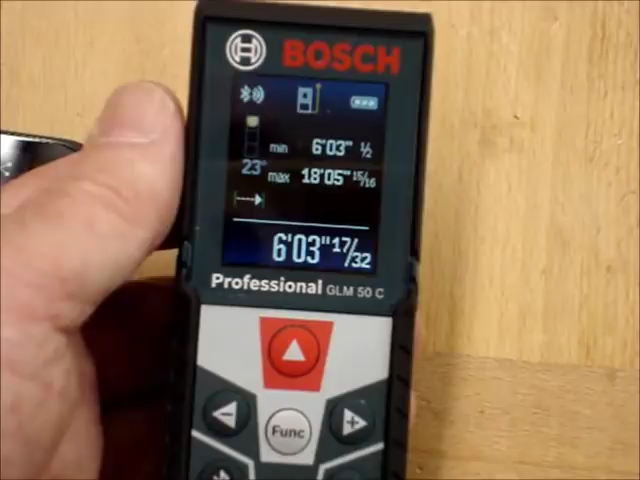 BOSCH
min 6'03" 1/2
23°
max 18'05" 15/16
6'03" 17/32
Professional GLM 50 C
Func